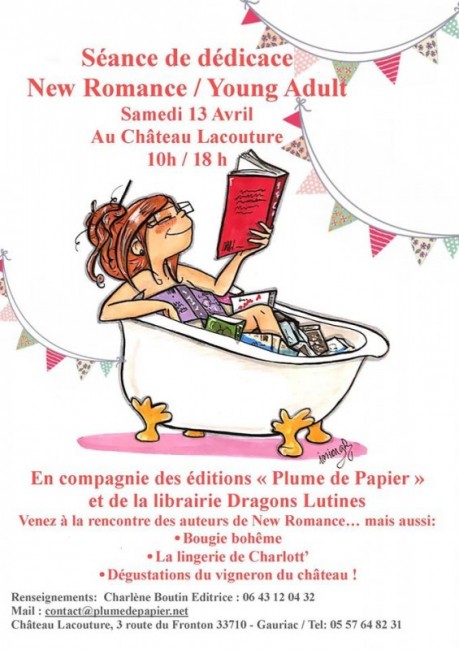 Séance de dédicace
New Romance / Young Adult
Samedi 13 Avril
Au Château Lacouture
10h / 18 h
En compagnie des éditions « Plume de Papier »
et de la librairie Dragons Lutines
Venez à la rencontre des auteurs de New Romance... mais aussi:
•Bougie bohême
•La lingerie de Charlott'
•Dégustations du vigneron du château !
Renseignements: Charlène Boutin Editrice : 06 43 12 04 32
Mail : contact@plumedepapier.net
Château Lacouture, 3 route du Fronton 33710 - Gauriac / Tel: 05 57 64 82 31